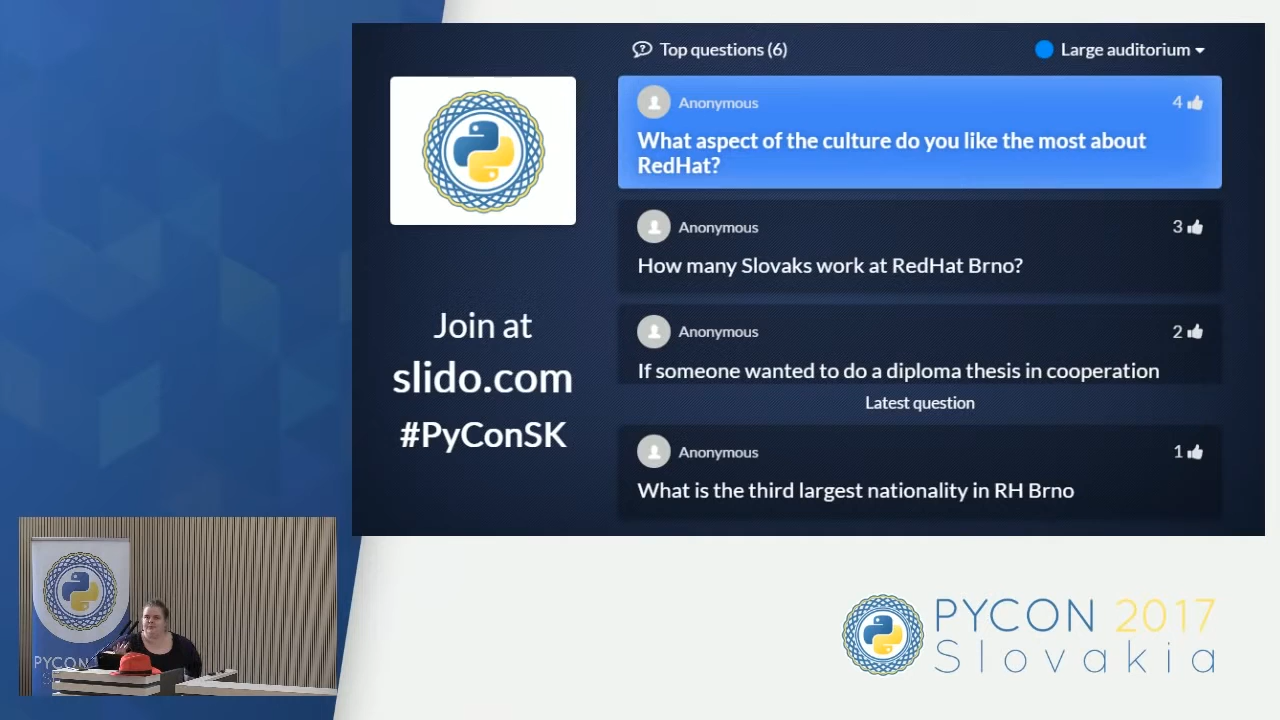 Top questions (6)
Large auditorium
Anonymous
4
What aspect of the culture do you like the most about
RedHat?
Anonymous
3
How many Slovaks work at RedHat Brno?
Anonymous
2
If someone wanted to do a diploma thesis in cooperation
Latest question
Anonymous
1
What is the third largest nationality in RH Brno
Join at
slido.com
#PyConSK
PYCON
PYCON 2017
Slovakia